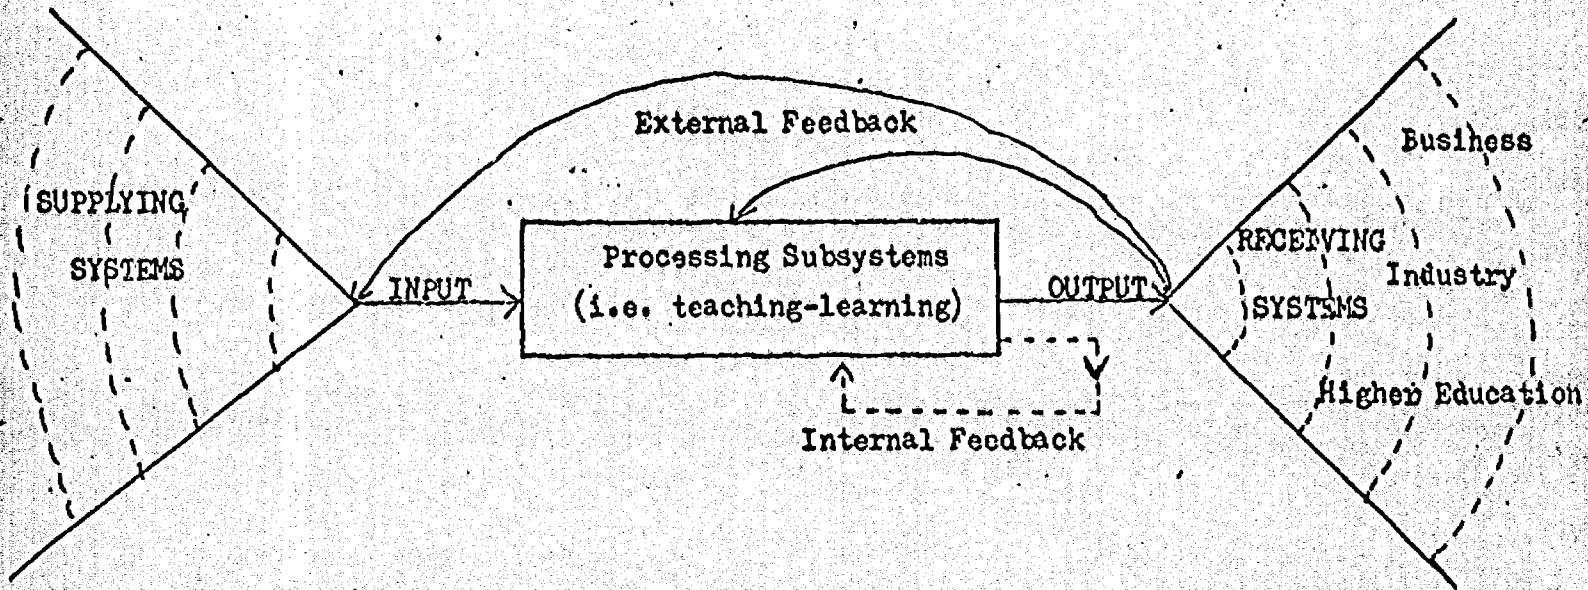 External Feedback
Business
SUPPLYING
SYSTEMS
INPUT
Processing Subsystems
(i.e. teaching-learning)
OUTPUT
RECEIVING
SYSTEMS
Industry
Higher Education
Internal Feedback